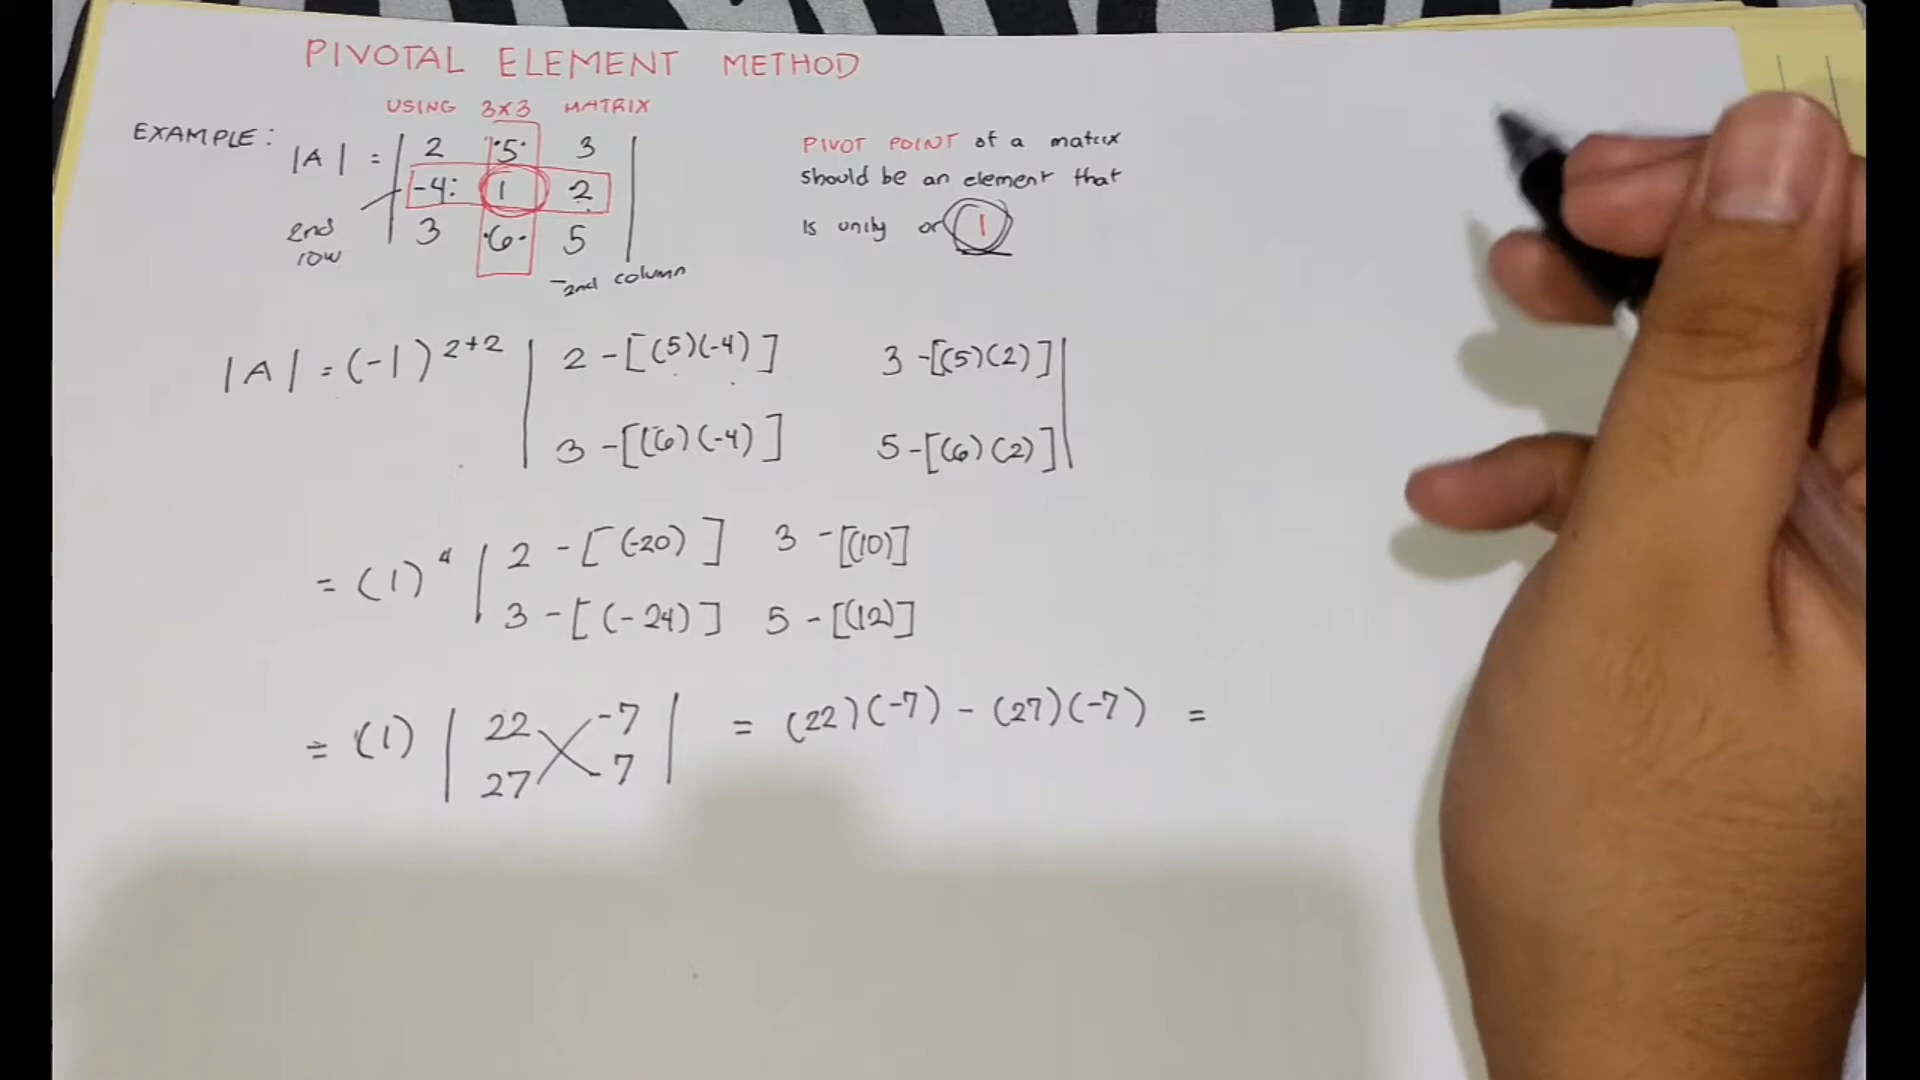 PIVOTAL ELEMENT METHOD
USING 3x3 MATRIX
EXAMPLE:
|A| = | 2 5 3 |
| -4 1 2 |
| 3 6 5 |
2nd
row
2nd column
PIVOT POINT of a matrix
should be an element that
is unity or 1
|A| = (-1)^2+2 | 2 -[(5)(-4)] 3 -[(5)(2)] |
| 3 -[(6)(-4)] 5 -[(6)(2)] |
= (1)^4 | 2 - [(-20)] 3 - [(10)]
3 - [(-24)] 5 - [(12)]
= (1) | 22 -7 | = (22)(-7) - (27)(-7) =
| 27 7 |